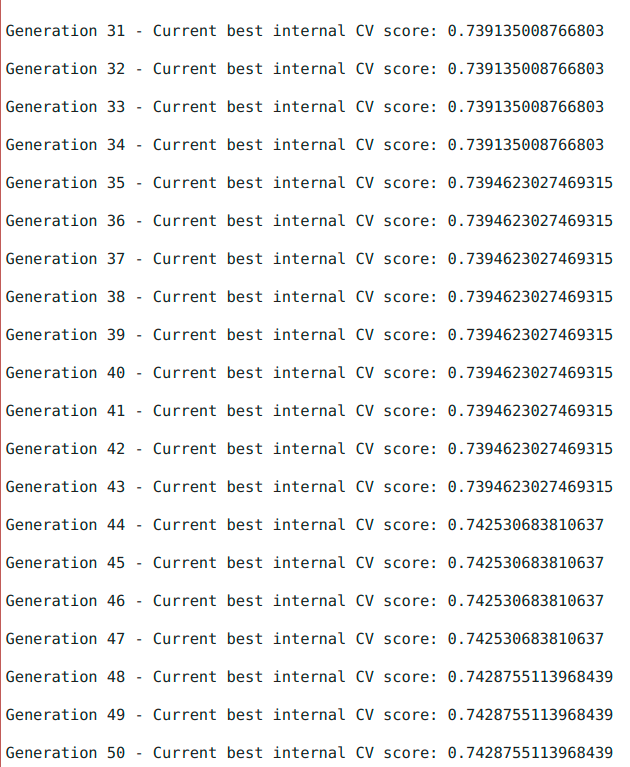 Generation 31 - Current best internal CV score: 0.739135008766803
Generation 32 - Current best internal CV score: 0.739135008766803
Generation 33 - Current best internal CV score: 0.739135008766803
Generation 34 - Current best internal CV score: 0.739135008766803
Generation 35 - Current best internal CV score: 0.7394623027469315
Generation 36 - Current best internal CV score: 0.7394623027469315
Generation 37 - Current best internal CV score: 0.7394623027469315
Generation 38 - Current best internal CV score: 0.7394623027469315
Generation 39 - Current best internal CV score: 0.7394623027469315
Generation 40 - Current best internal CV score: 0.7394623027469315
Generation 41 - Current best internal CV score: 0.7394623027469315
Generation 42 - Current best internal CV score: 0.7394623027469315
Generation 43 - Current best internal CV score: 0.7394623027469315
Generation 44 - Current best internal CV score: 0.742530683810637
Generation 45 - Current best internal CV score: 0.742530683810637
Generation 46 - Current best internal CV score: 0.742530683810637
Generation 47 - Current best internal CV score: 0.742530683810637
Generation 48 - Current best internal CV score: 0.7428755113968439
Generation 49 - Current best internal CV score: 0.7428755113968439
Generation 50 - Current best internal CV score: 0.7428755113968439